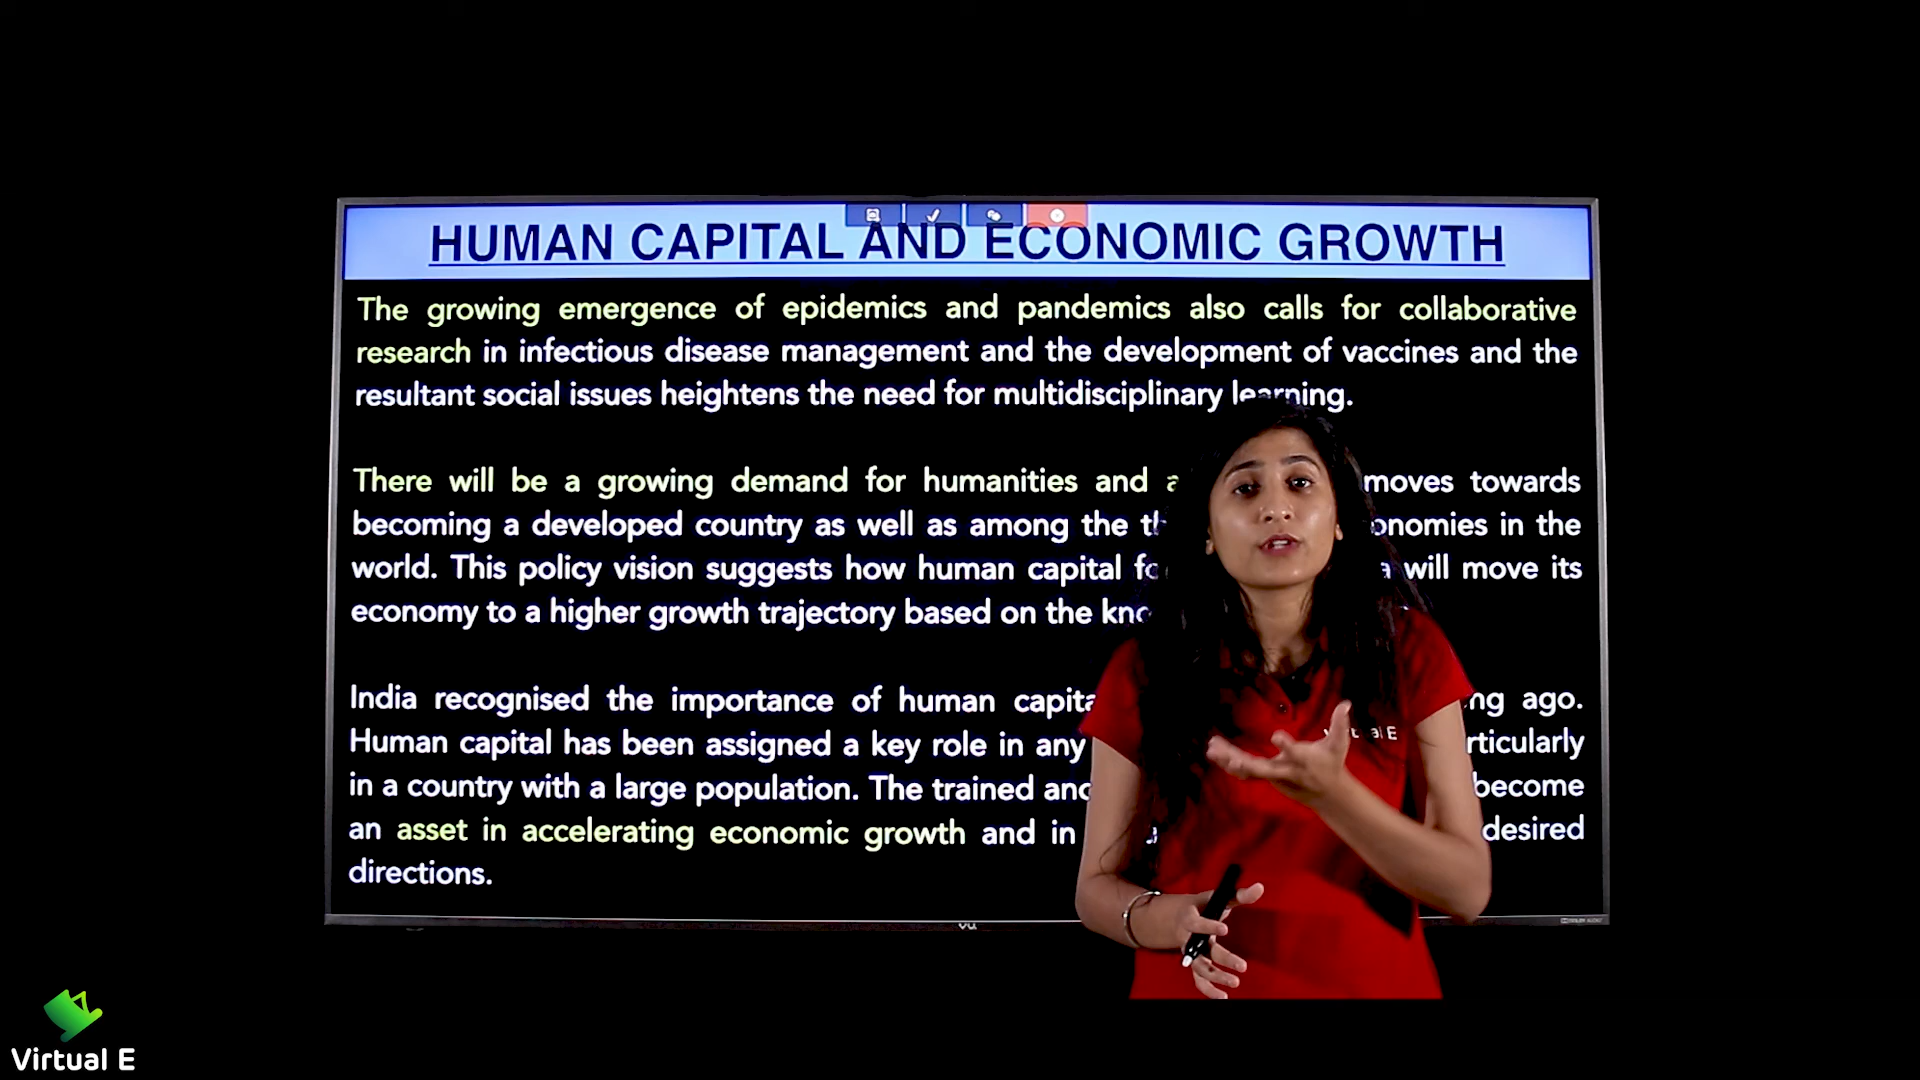 HUMAN CAPITAL AND ECONOMIC GROWTH
The growing emergence of epidemics and pandemics also calls for collaborative
research in infectious disease management and the development of vaccines and the
resultant social issues heightens the need for multidisciplinary learning.
There will be a growing demand for humanities and moves towards
becoming a developed country as well as among the onomies in the
world. This policy vision suggests how human capital will move its
economy to a higher growth trajectory based on the
India recognised the importance of human capita ng ago.
Human capital has been assigned a key role in any rticularly
in a country with a large population. The trained and become
an asset in accelerating economic growth and in desired
directions.
Virtual E